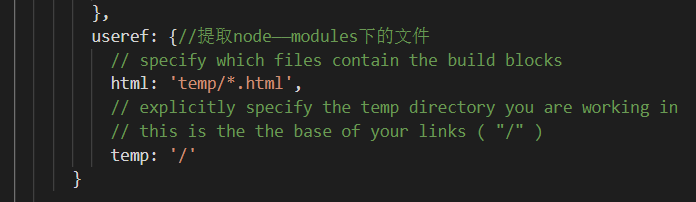 },
useref: {//提取node——modules下的文件
// specify which files contain the build blocks
html: 'temp/*.html',
// explicitly specify the temp directory you are working in
// this is the the base of your links ( "/" )
temp: '/'
}